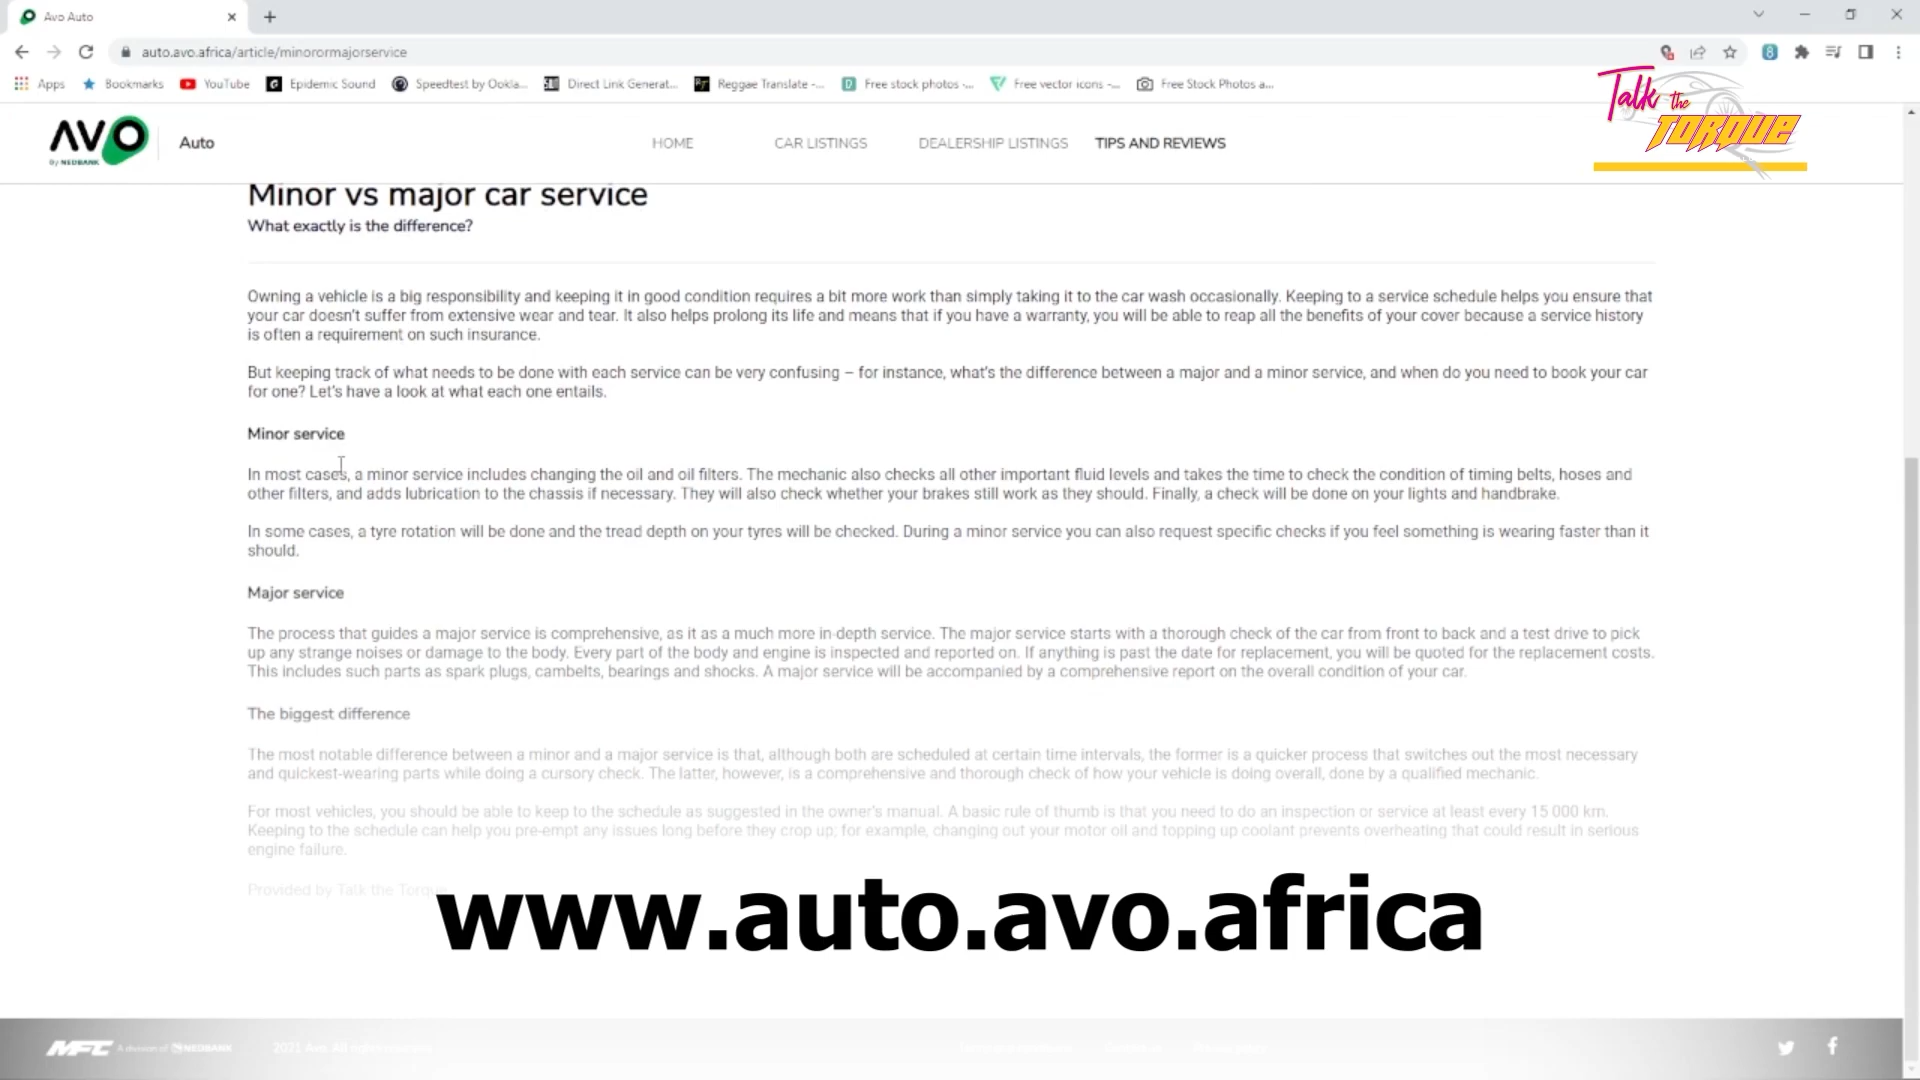 Avo Auto
auto.avo.africa/article/minorormajorservice
Apps Bookmarks YouTube Epidemic Sound Speedtest by Ookla... Direct Link Generat... Reggae Translate -... Free stock photos -... Free vector icons -... Free Stock Photos a...
Talk the
TORQUE
AVO
by NEDBANK
Auto
HOME CAR LISTINGS DEALERSHIP LISTINGS TIPS AND REVIEWS
Minor vs major car service
What exactly is the difference?
Owning a vehicle is a big responsibility and keeping it in good condition requires a bit more work than simply taking it to the car wash occasionally. Keeping to a service schedule helps you ensure that
your car doesn't suffer from extensive wear and tear. It also helps prolong its life and means that if you have a warranty, you will be able to reap all the benefits of your cover because a service history
is often a requirement on such insurance.
But keeping track of what needs to be done with each service can be very confusing – for instance, what's the difference between a major and a minor service, and when do you need to book your car
for one? Let's have a look at what each one entails.
Minor service
In most cases, a minor service includes changing the oil and oil filters. The mechanic also checks all other important fluid levels and takes the time to check the condition of timing belts, hoses and
other filters, and adds lubrication to the chassis if necessary. They will also check whether your brakes still work as they should. Finally, a check will be done on your lights and handbrake.
In some cases, a tyre rotation will be done and the tread depth on your tyres will be checked. During a minor service you can also request specific checks if you feel something is wearing faster than it
should.
Major service
The process that guides a major service is comprehensive, as it as a much more in-depth service. The major service starts with a thorough check of the car from front to back and a test drive to pick
up any strange noises or damage to the body. Every part of the body and engine is inspected and reported on. If anything is past the date for replacement, you will be quoted for the replacement costs.
This includes such parts as spark plugs, cambelts, bearings and shocks. A major service will be accompanied by a comprehensive report on the overall condition of your car.
The biggest difference
The most notable difference between a minor and a major service is that, although both are scheduled at certain time intervals, the former is a quicker process that switches out the most necessary
and quickest-wearing parts while doing a cursory check. The latter, however, is a comprehensive and thorough check of how your vehicle is doing overall, done by a qualified mechanic.
For most vehicles, you should be able to keep to the schedule as suggested in the owner's manual. A basic rule of thumb is that you need to do an inspection or service at least every 15 000 km.
Keeping to the schedule can help you pre-empt any issues long before they crop up; for example, changing out your motor oil and topping up coolant prevents overheating that could result in serious
engine failure.
Provided by Talk the Torque
www.auto.avo.africa
MFC A division of NEDBANK 2021 Avo. All rights